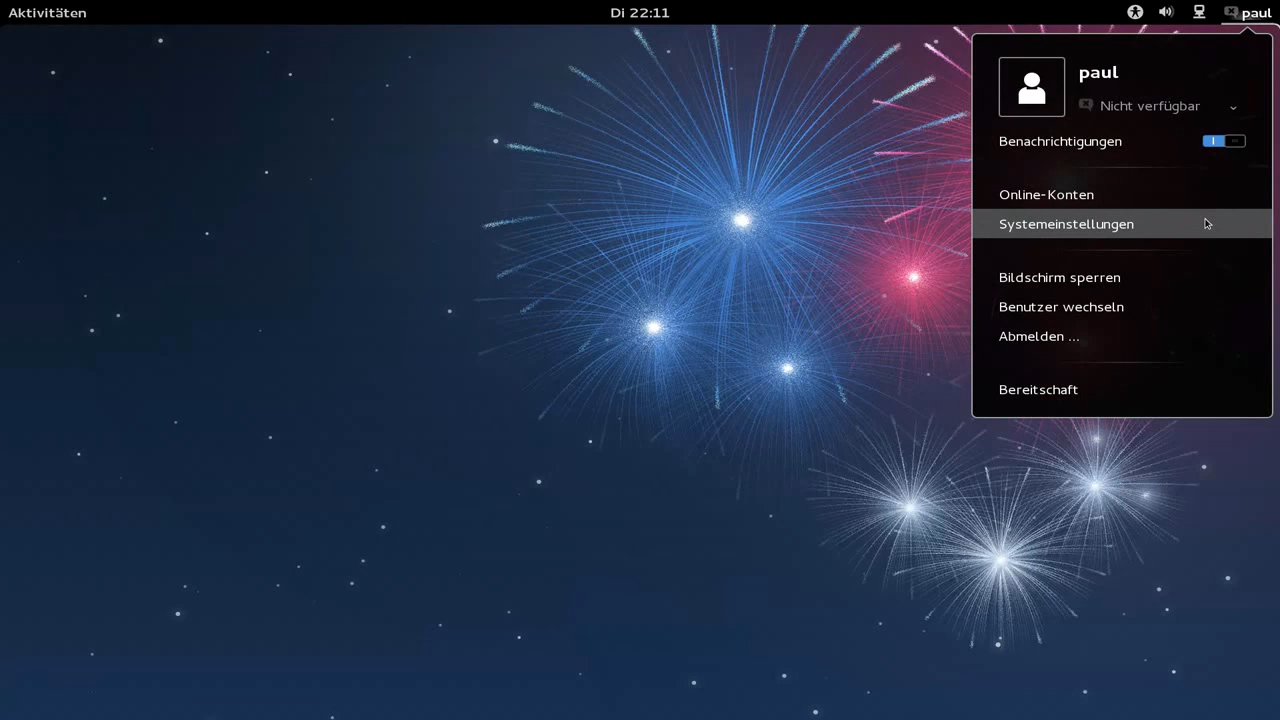 Aktivitäten
Di 22:11
paul
paul
Nicht verfügbar
Benachrichtigungen
Online-Konten
Systemeinstellungen
Bildschirm sperren
Benutzer wechseln
Abmelden ...
Bereitschaft